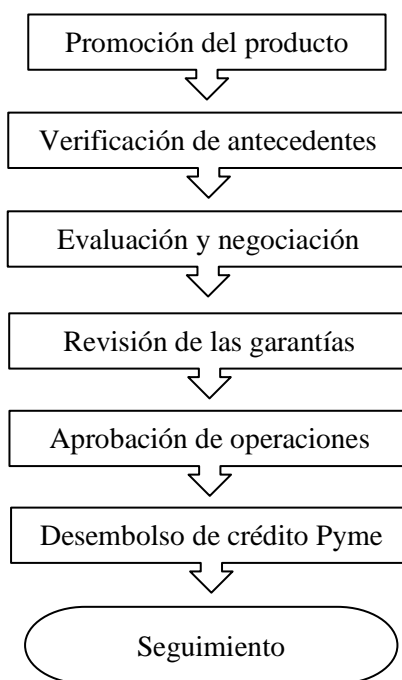 Promoción del producto
Verificación de antecedentes
Evaluación y negociación
Revisión de las garantías
Aprobación de operaciones
Desembolso de crédito Pyme
Seguimiento